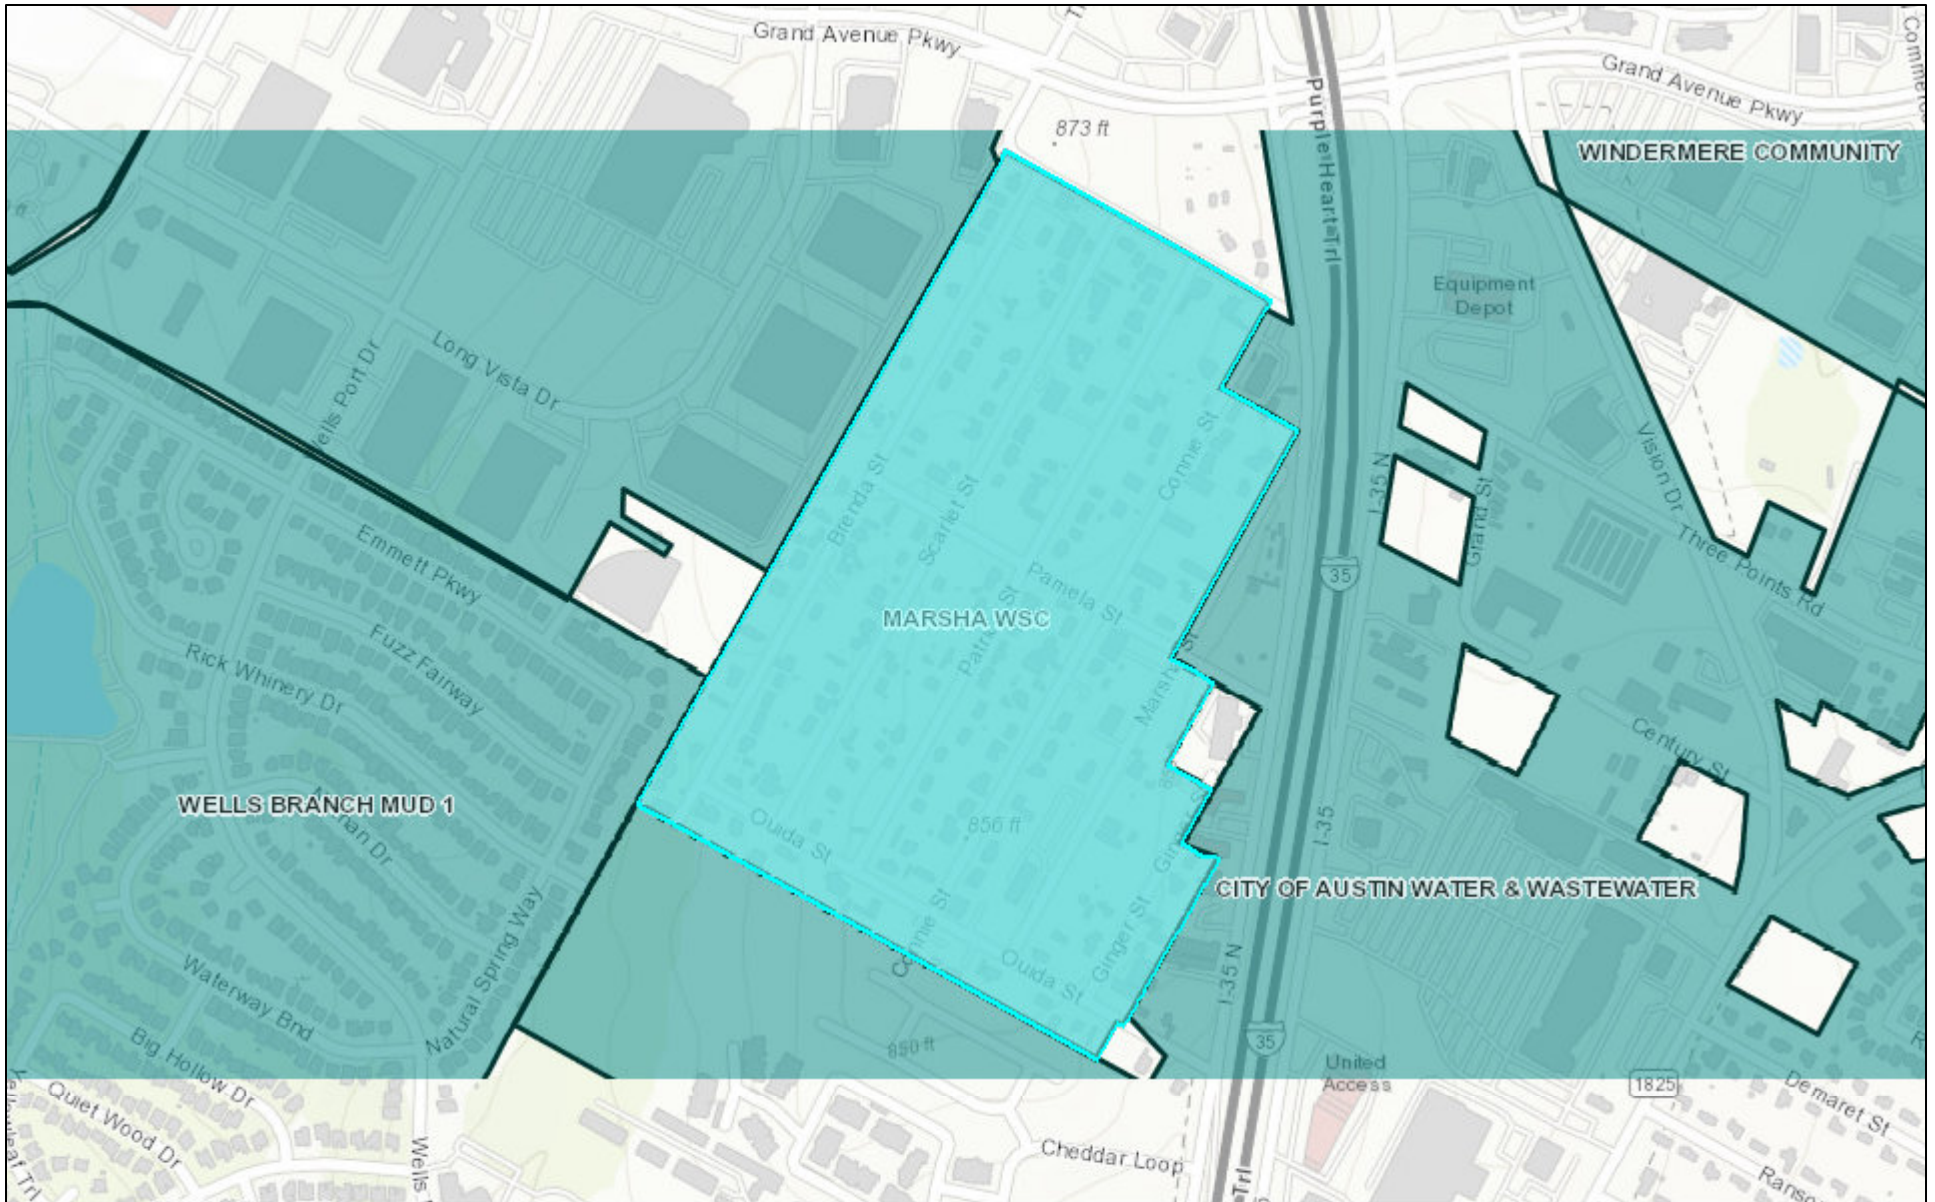 Grand Avenue Pkwy
Grand Avenue Pkwy
873 ft
Purple Heart Trl
WINDERMERE COMMUNITY
Equipment
Depot
Long Vista Dr
Wells Port Dr
Brenda St
Scarlet St
Connie St
I-35 N
Grand St
Vision Dr
Three Points Rd
35
Emmett Pkwy
Pamela St
MARSHA WSC
Fuzz Fairway
Rick Whinery Dr
Century St
WELLS BRANCH MUD 1
Ouida St
856 ft
I-35
CITY OF AUSTIN WATER & WASTEWATER
Connie St
Ginger St
Ouida St
I-35 N
Natural Spring Way
Waterway Bnd
Big Hollow Dr
850 ft
35
United
Access
1825
Demaret St
Quiet Wood Dr
Wells
Cheddar Loop
Trl